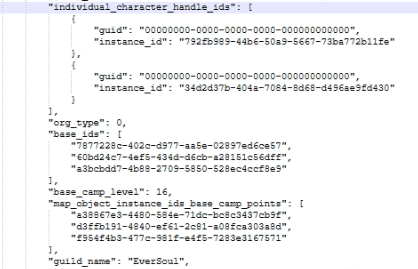 "individual_character_handle_ids": [
{
"guid": "00000000-0000-0000-0000-000000000000",
"instance_id": "792fb989-44b6-50a9-5667-73ba772b11fe"
},
{
"guid": "00000000-0000-0000-0000-000000000000",
"instance_id": "34d2d37b-404a-7084-8d68-d496ae9fd430"
}
],
"org_type": 0,
"base_ids": [
"7877228c-402c-d977-aa5e-02897ed6ce57",
"60bd24c7-4ef5-434d-d6cb-a28151c56dff",
"a3bcbdd7-4b88-2709-5850-528ec4ccf8e9"
],
"base_camp_level": 16,
"map_object_instance_ids_base_camp_points": [
"a38867e3-4480-584e-71dc-bc8c3437cb9f",
"d3ffb191-4840-ef61-2c81-a08fca303a8d",
"f954f4b3-477c-981f-e4f5-7283e3167571"
],
"guild_name": "EverSoul",